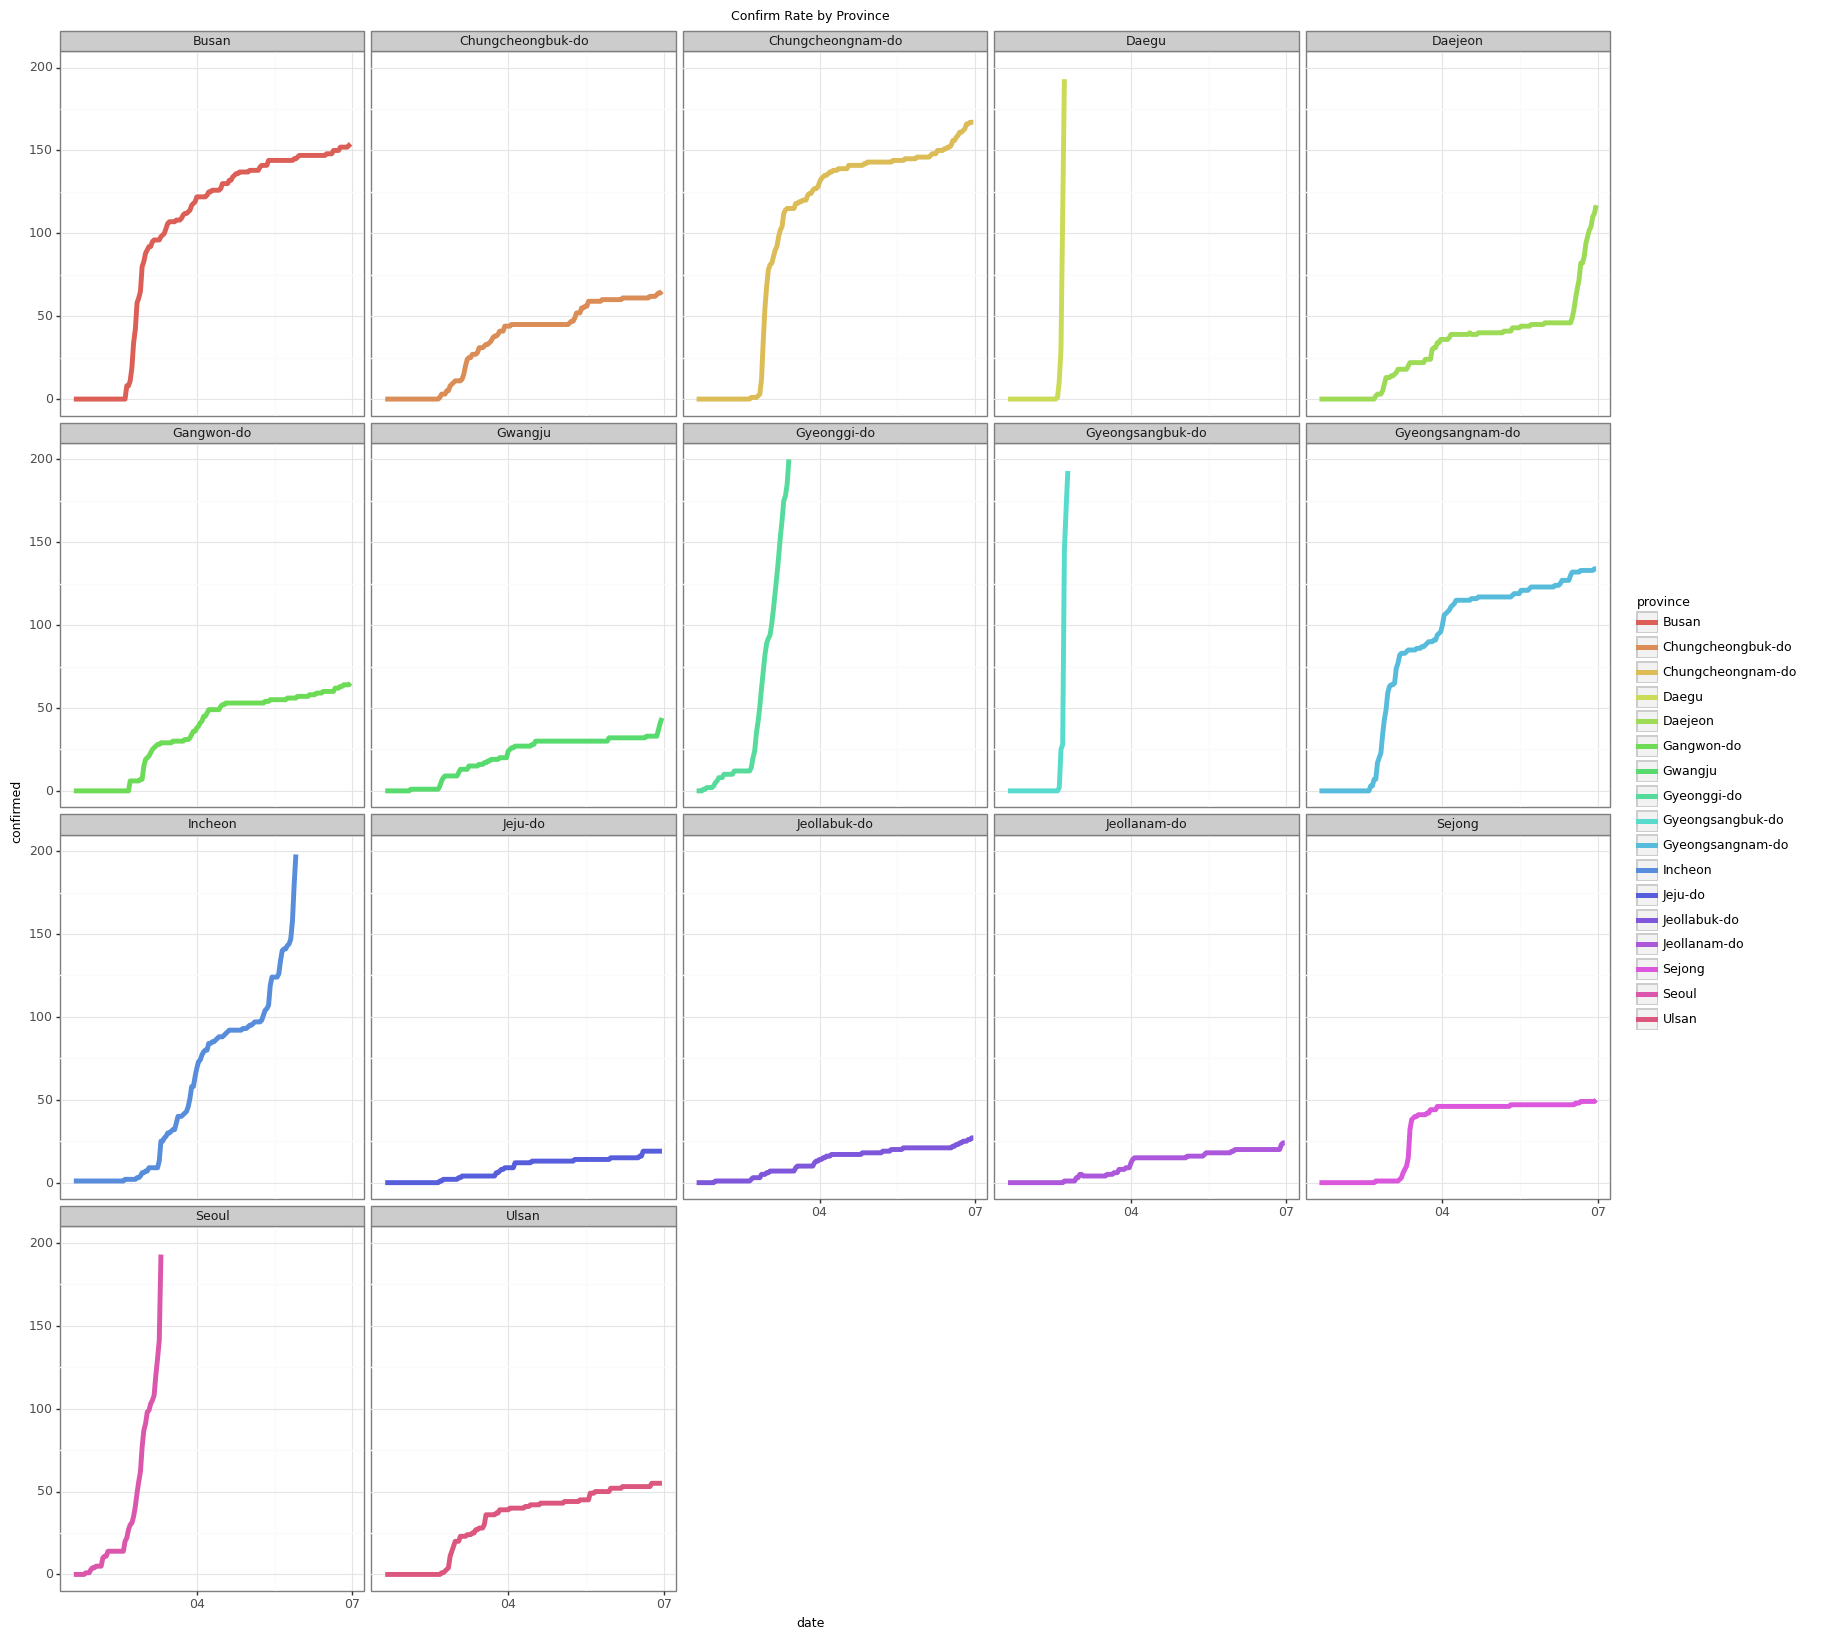 Confirm Rate by Province
Busan
Chungcheongbuk-do
Chungcheongnam-do
Daegu
Daejeon
200
150
100
50
0
Gangwon-do
Gwangju
Gyeonggi-do
Gyeongsangbuk-do
Gyeongsangnam-do
200
150
100
50
0
confirmed
Incheon
Jeju-do
Jeollabuk-do
Jeollanam-do
Sejong
200
150
100
50
0
04
07
04
07
04
07
Seoul
Ulsan
200
150
100
50
0
04
07
04
07
date
province
Busan
Chungcheongbuk-do
Chungcheongnam-do
Daegu
Daejeon
Gangwon-do
Gwangju
Gyeonggi-do
Gyeongsangbuk-do
Gyeongsangnam-do
Incheon
Jeju-do
Jeollabuk-do
Jeollanam-do
Sejong
Seoul
Ulsan